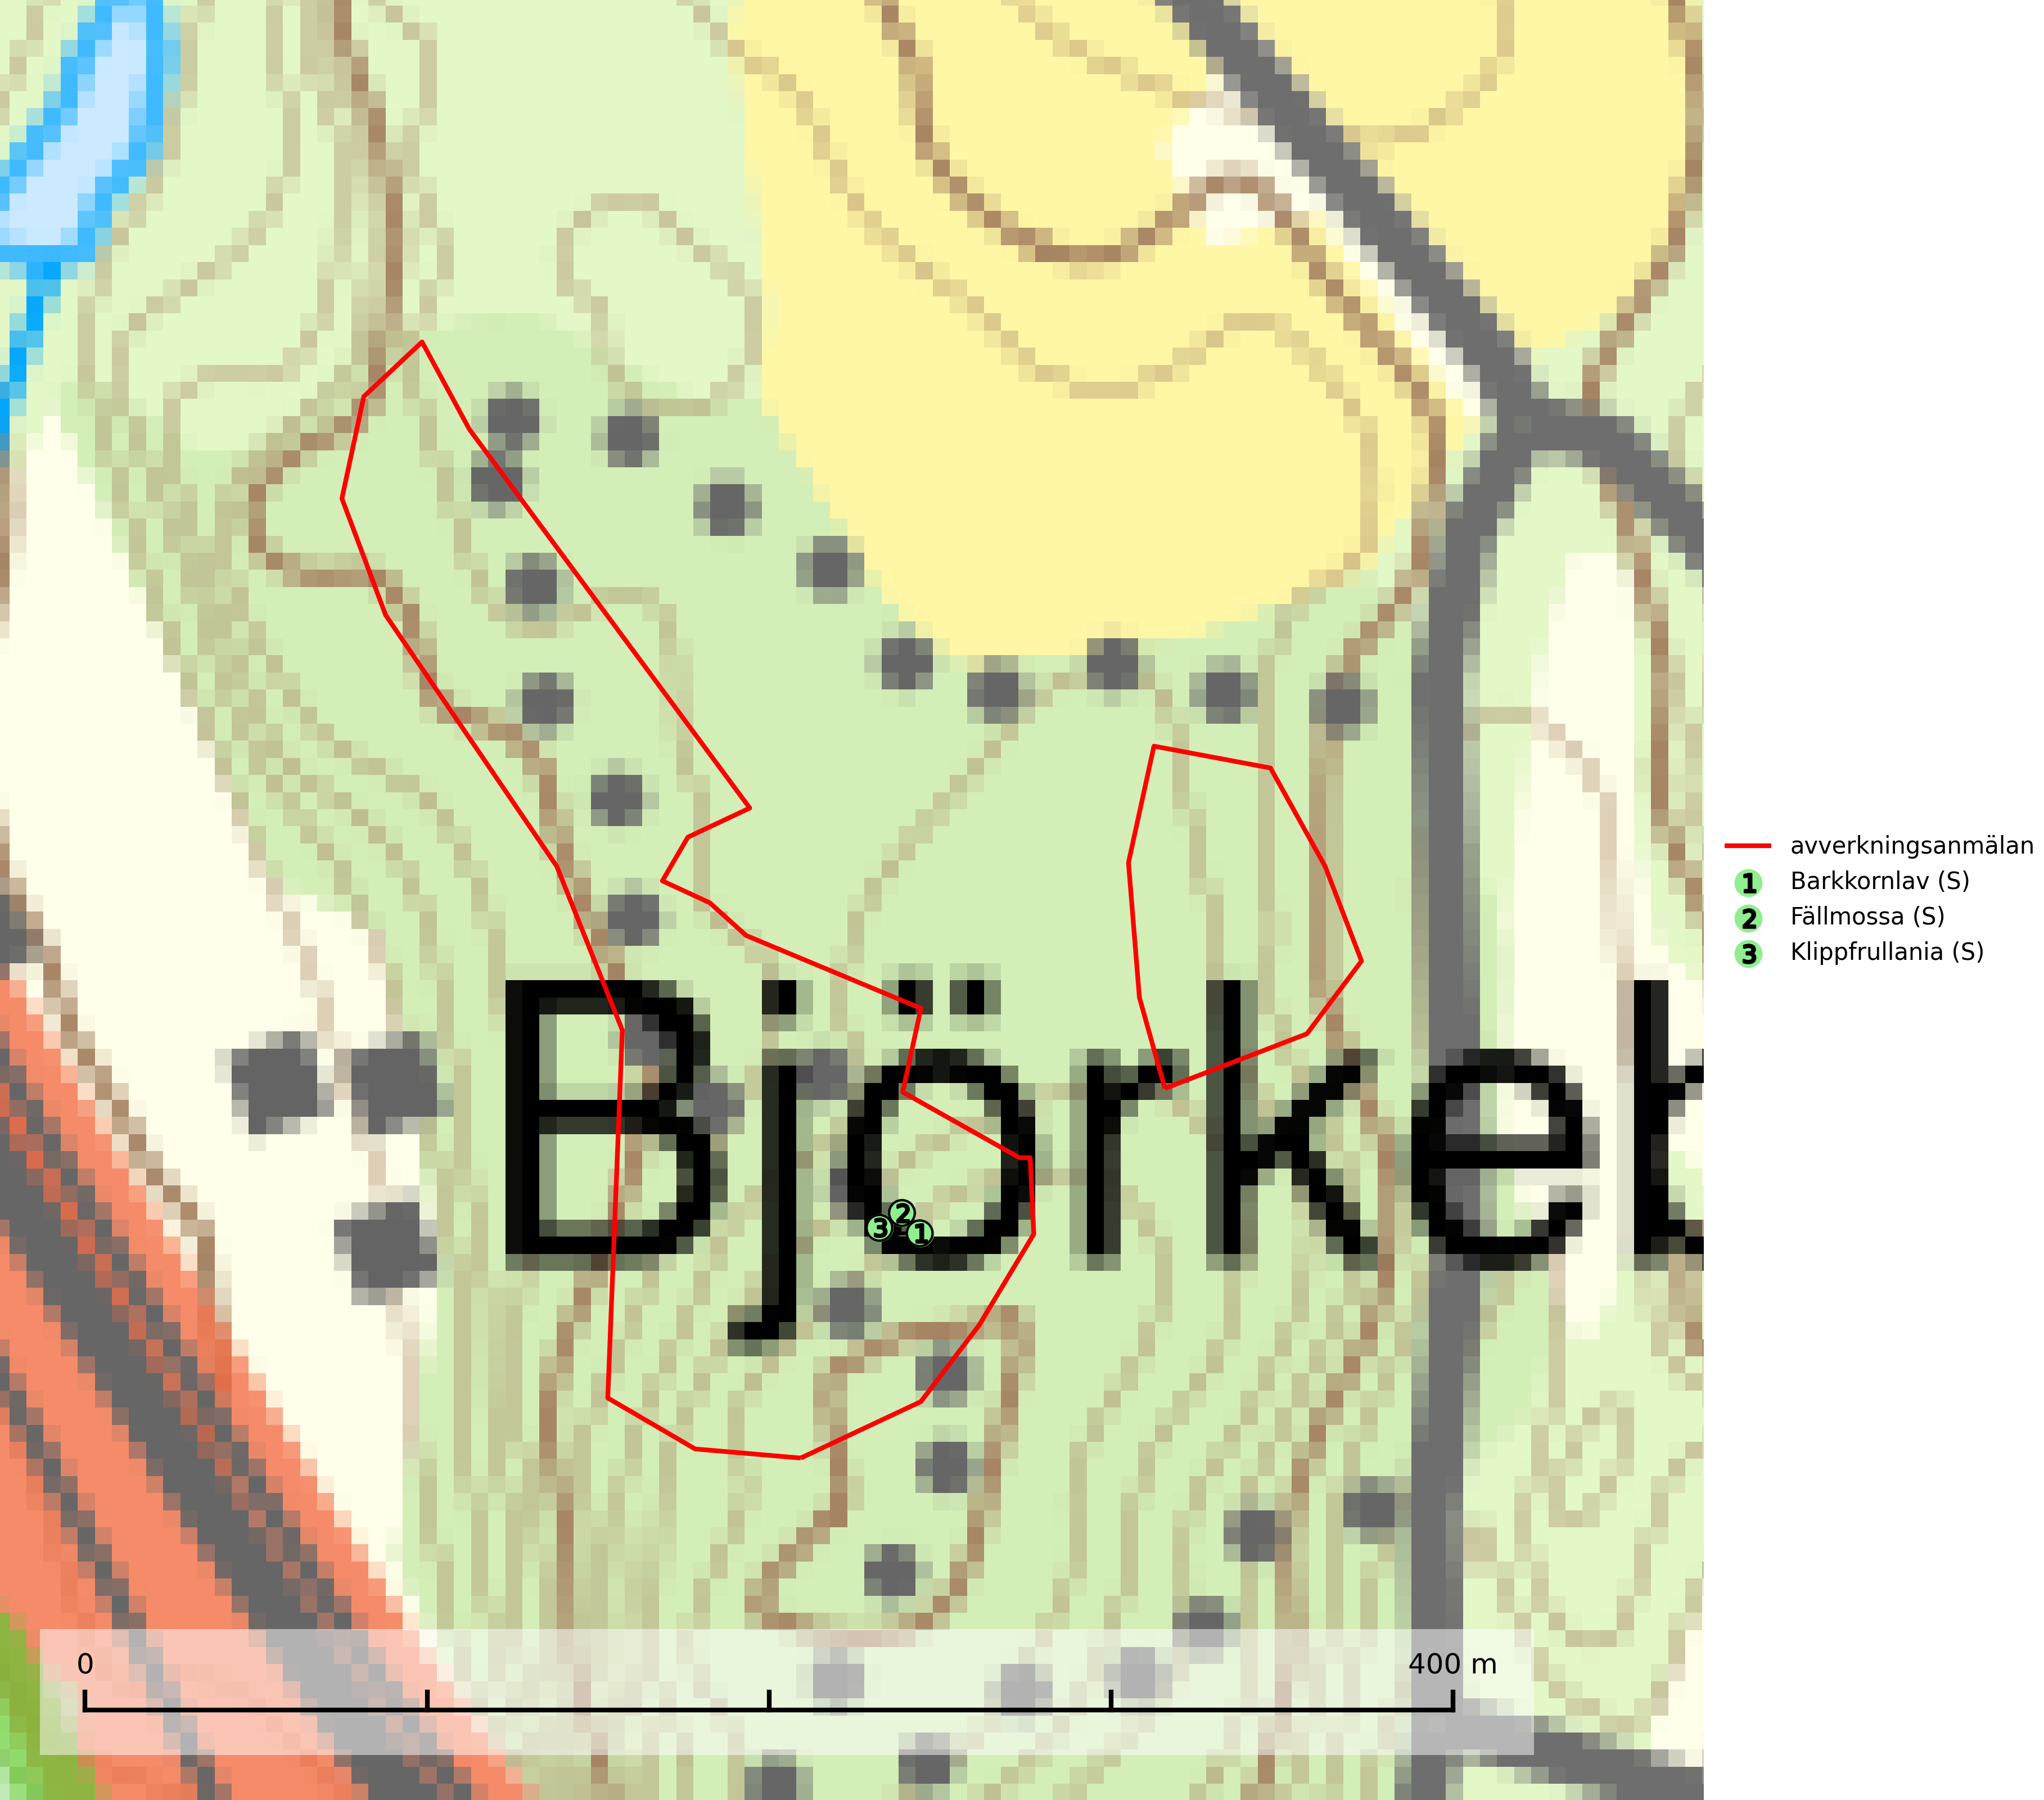 Björket
avverkningsanmälan
1 Barkkornlav (S)
2 Fällmossa (S)
3 Klippfrullania (S)
2
3 1
0 400 m